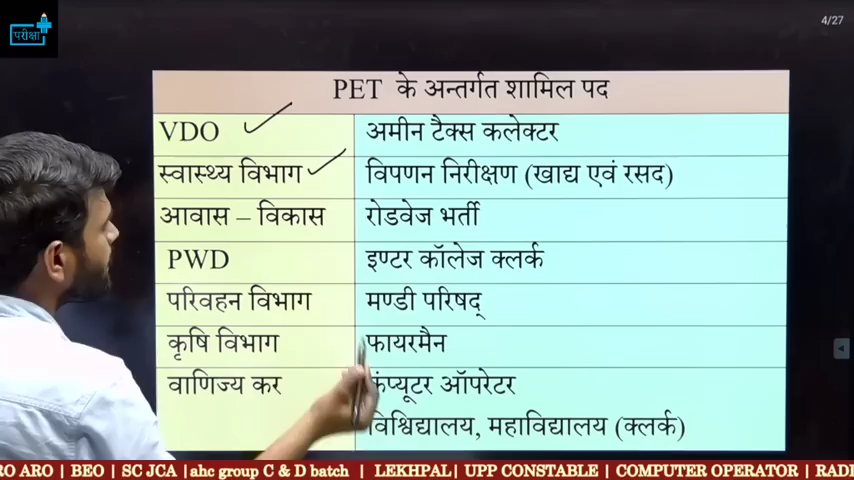 परीक्षा
4/27
PET के अन्तर्गत शामिल पद
VDO
अमीन टैक्स कलेक्टर
स्वास्थ्य विभाग
विपणन निरीक्षण (खाद्य एवं रसद)
आवास – विकास
रोडवेज भर्ती
PWD
इण्टर कॉलेज क्लर्क
परिवहन विभाग
मण्डी परिषद्
कृषि विभाग
फायरमैन
वाणिज्य कर
कंप्यूटर ऑपरेटर
विश्विद्यालय, महाविद्यालय (क्लर्क)
RO ARO | BEO | SC JCA | ahc group C & D batch | LEKHPAL | UPP CONSTABLE | COMPUTER OPERATOR | RADI